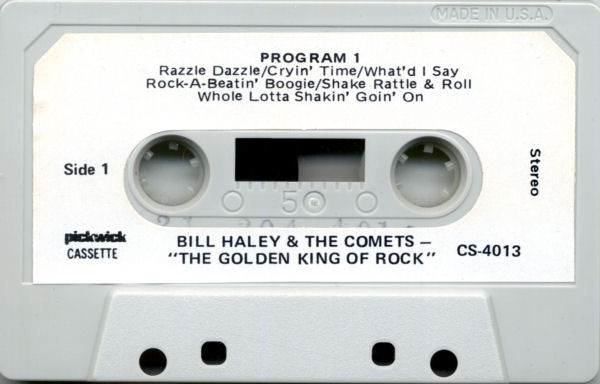 MADE IN U.S.A.
PROGRAM 1
Razzle Dazzle/Cryin' Time/What'd I Say
Rock-A-Beatin' Boogie/Shake Rattle & Roll
Whole Lotta Shakin' Goin' On
Side 1
Stereo
5
pickwick
CASSETTE
BILL HALEY & THE COMETS —
"THE GOLDEN KING OF ROCK"
CS-4013